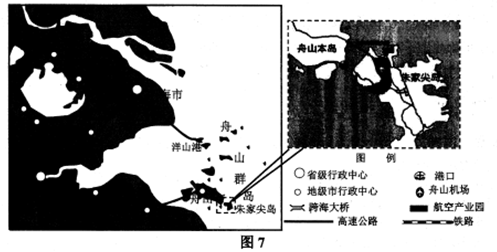 海市
洋山港
舟
山
群
岛
舟山
朱家尖岛
舟山本岛
朱家尖岛
图 例
省级行政中心
港口
地级市行政中心
舟山机场
跨海大桥
航空产业园
高速公路
铁路
图 7